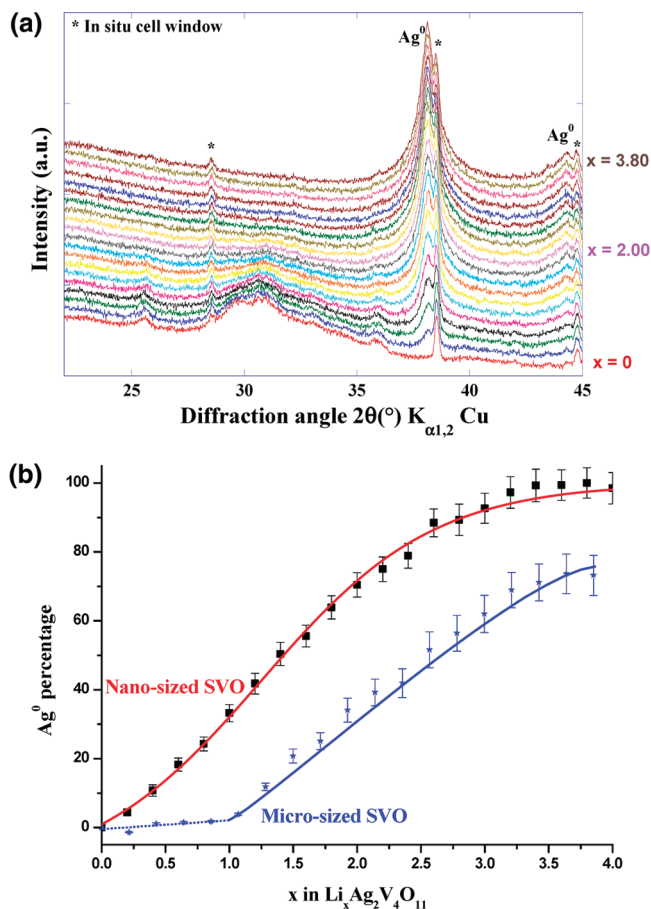 (a)
* In situ cell window
Ag⁰
*
*
Ag⁰
*
x = 3.80
x = 2.00
x = 0
Intensity (a.u.)
25 30 35 40 45
Diffraction angle 2θ(°) Kα1,2 Cu
(b)
100
80
60
40
20
0
Ag⁰ percentage
Nano-sized SVO
Micro-sized SVO
0.0 0.5 1.0 1.5 2.0 2.5 3.0 3.5 4.0
x in LixAg2V4O11